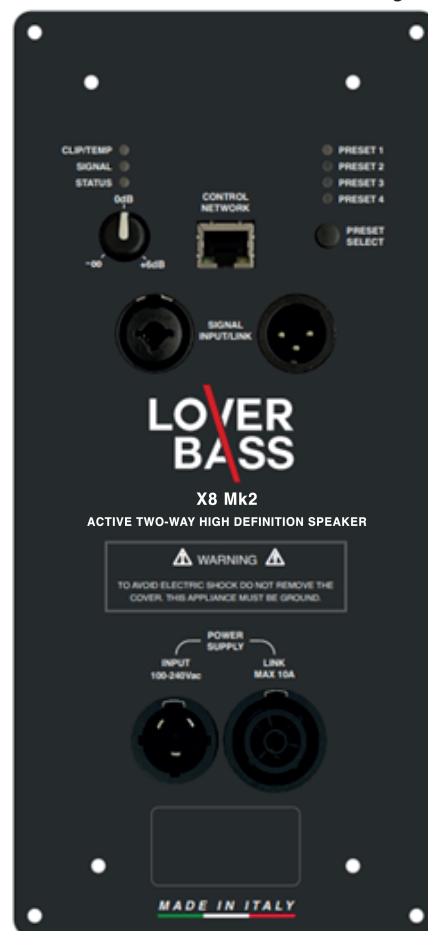 CLIP/TEMP
SIGNAL
STATUS
0dB
-∞
+6dB
CONTROL
NETWORK
PRESET 1
PRESET 2
PRESET 3
PRESET 4
PRESET
SELECT
SIGNAL
INPUT/LINK
LOVER
BASS
X8 Mk2
ACTIVE TWO-WAY HIGH DEFINITION SPEAKER
WARNING
TO AVOID ELECTRIC SHOCK DO NOT REMOVE THE
COVER. THIS APPLIANCE MUST BE GROUND.
POWER
SUPPLY
INPUT
100-240Vac
LINK
MAX 10A
MADE IN ITALY